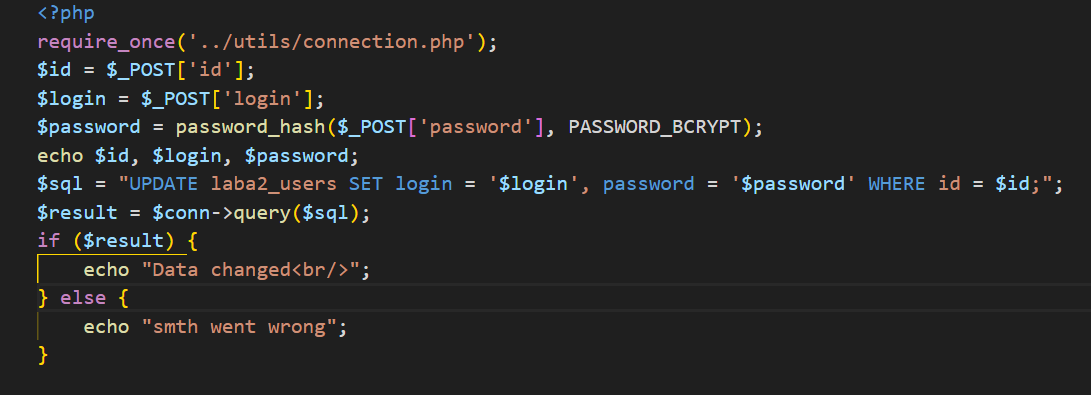 <?php
require_once('../utils/connection.php');
$id = $_POST['id'];
$login = $_POST['login'];
$password = password_hash($_POST['password'], PASSWORD_BCRYPT);
echo $id, $login, $password;
$sql = "UPDATE laba2_users SET login = '$login', password = '$password' WHERE id = $id;";
$result = $conn->query($sql);
if ($result) {
    echo "Data changed<br/>";
} else {
    echo "smth went wrong";
}